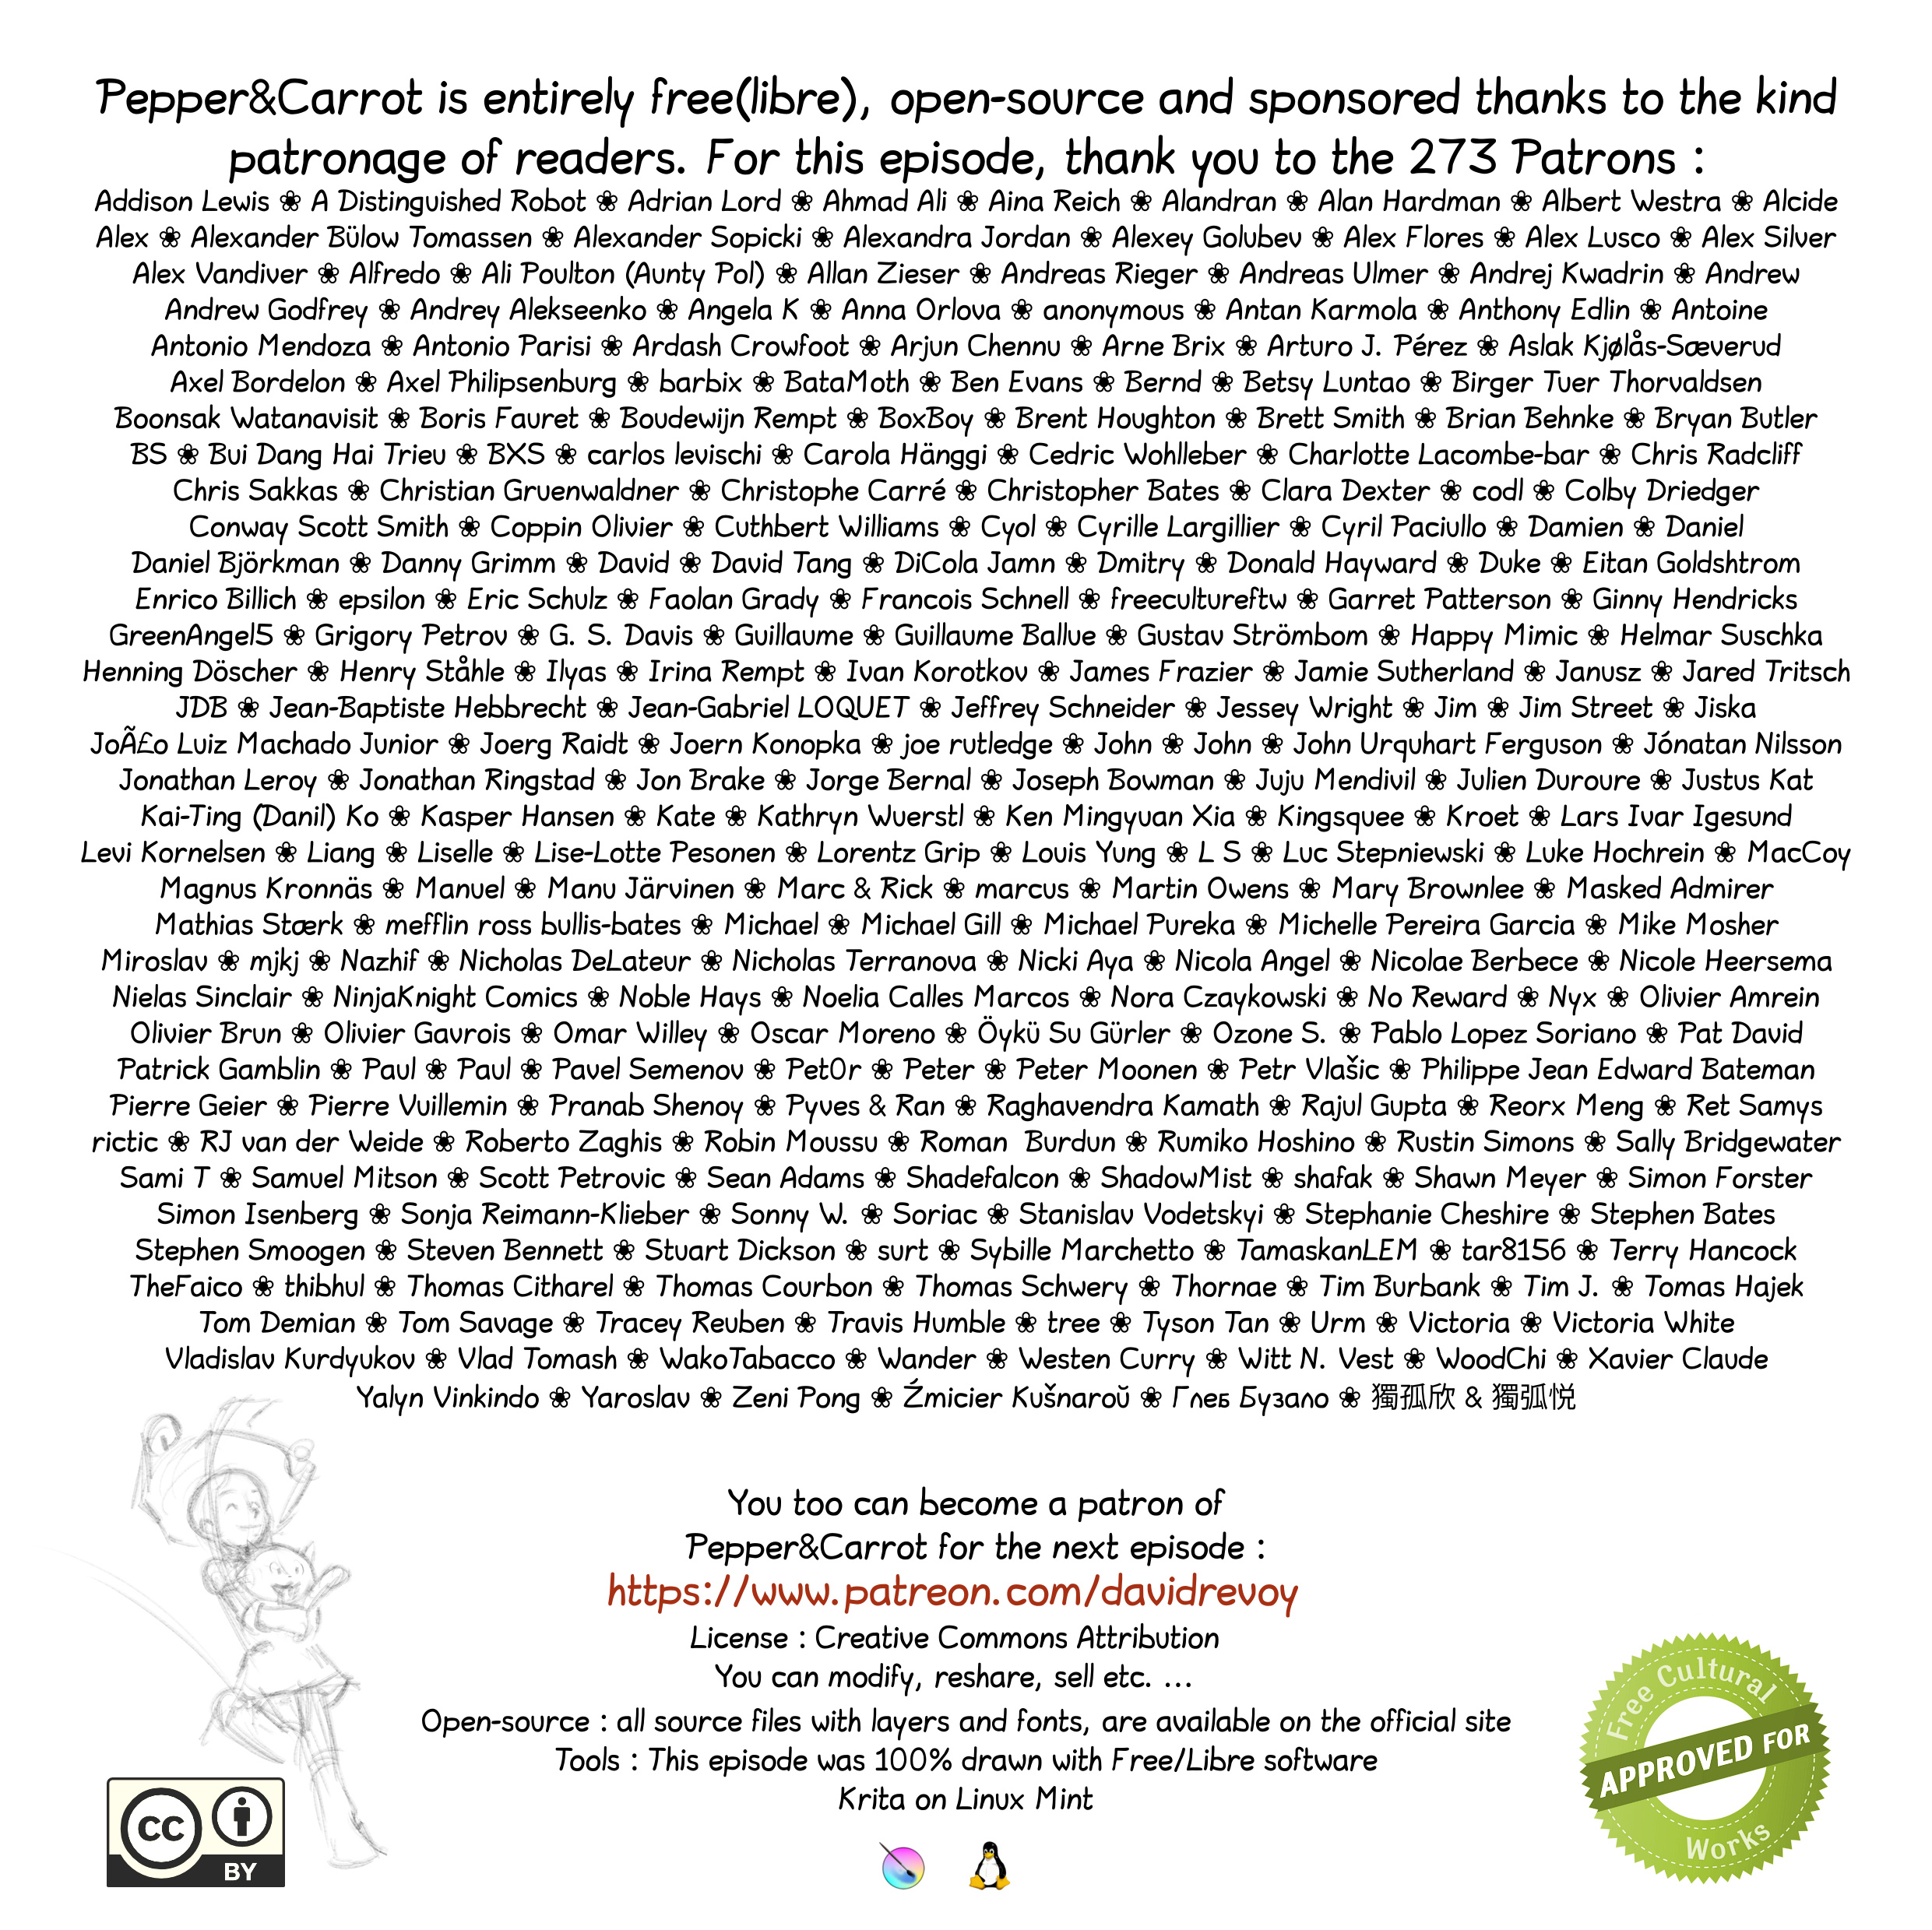 Pepper&Carrot is entirely free(libre), open-source and sponsored thanks to the kind
patronage of readers. For this episode, thank you to the 273 Patrons :
Addison Lewis ❀ A Distinguished Robot ❀ Adrian Lord ❀ Ahmad Ali ❀ Aina Reich ❀ Alandran ❀ Alan Hardman ❀ Albert Westra ❀ Alcide
Alex ❀ Alexander Bülow Tomassen ❀ Alexander Sopicki ❀ Alexandra Jordan ❀ Alexey Golubev ❀ Alex Flores ❀ Alex Lusco ❀ Alex Silver
Alex Vandiver ❀ Alfredo ❀ Ali Poulton (Aunty Pol) ❀ Allan Zieser ❀ Andreas Rieger ❀ Andreas Ulmer ❀ Andrej Kwadrin ❀ Andrew
Andrew Godfrey ❀ Andrey Alekseenko ❀ Angela K ❀ Anna Orlova ❀ anonymous ❀ Antan Karmola ❀ Anthony Edlin ❀ Antoine
Antonio Mendoza ❀ Antonio Parisi ❀ Ardash Crowfoot ❀ Arjun Chennu ❀ Arne Brix ❀ Arturo J. Pérez ❀ Aslak Kjølås-Sæverud
Axel Bordelon ❀ Axel Philipsenburg ❀ barbix ❀ BataMoth ❀ Ben Evans ❀ Bernd ❀ Betsy Luntao ❀ Birger Tuer Thorvaldsen
Boonsak Watanavisit ❀ Boris Fauret ❀ Boudewijn Rempt ❀ BoxBoy ❀ Brent Houghton ❀ Brett Smith ❀ Brian Behnke ❀ Bryan Butler
BS ❀ Bui Dang Hai Trieu ❀ BXS ❀ carlos levischi ❀ Carola Hänggi ❀ Cedric Wohlleber ❀ Charlotte Lacombe-bar ❀ Chris Radcliff
Chris Sakkas ❀ Christian Gruenwaldner ❀ Christophe Carré ❀ Christopher Bates ❀ Clara Dexter ❀ codl ❀ Colby Driedger
Conway Scott Smith ❀ Coppin Olivier ❀ Cuthbert Williams ❀ Cyol ❀ Cyrille Largillier ❀ Cyril Paciullo ❀ Damien ❀ Daniel
Daniel Björkman ❀ Danny Grimm ❀ David ❀ David Tang ❀ DiCola Jamn ❀ Dmitry ❀ Donald Hayward ❀ Duke ❀ Eitan Goldshtrom
Enrico Billich ❀ epsilon ❀ Eric Schulz ❀ Faolan Grady ❀ Francois Schnell ❀ freecultureftw ❀ Garret Patterson ❀ Ginny Hendricks
GreenAngel5 ❀ Grigory Petrov ❀ G. S. Davis ❀ Guillaume ❀ Guillaume Ballue ❀ Gustav Strömbom ❀ Happy Mimic ❀ Helmar Suschka
Henning Döscher ❀ Henry Ståhle ❀ Ilyas ❀ Irina Rempt ❀ Ivan Korotkov ❀ James Frazier ❀ Jamie Sutherland ❀ Janusz ❀ Jared Tritsch
JDB ❀ Jean-Baptiste Hebbrecht ❀ Jean-Gabriel LOQUET ❀ Jeffrey Schneider ❀ Jessey Wright ❀ Jim ❀ Jim Street ❀ Jiska
JoÃ£o Luiz Machado Junior ❀ Joerg Raidt ❀ Joern Konopka ❀ joe rutledge ❀ John ❀ John ❀ John Urquhart Ferguson ❀ Jónatan Nilsson
Jonathan Leroy ❀ Jonathan Ringstad ❀ Jon Brake ❀ Jorge Bernal ❀ Joseph Bowman ❀ Juju Mendivil ❀ Julien Duroure ❀ Justus Kat
Kai-Ting (Danil) Ko ❀ Kasper Hansen ❀ Kate ❀ Kathryn Wuerstl ❀ Ken Mingyuan Xia ❀ Kingsquee ❀ Kroet ❀ Lars Ivar Igesund
Levi Kornelsen ❀ Liang ❀ Liselle ❀ Lise-Lotte Pesonen ❀ Lorentz Grip ❀ Louis Yung ❀ L S ❀ Luc Stepniewski ❀ Luke Hochrein ❀ MacCoy
Magnus Kronnäs ❀ Manuel ❀ Manu Järvinen ❀ Marc & Rick ❀ marcus ❀ Martin Owens ❀ Mary Brownlee ❀ Masked Admirer
Mathias Stærk ❀ mefflin ross bullis-bates ❀ Michael ❀ Michael Gill ❀ Michael Pureka ❀ Michelle Pereira Garcia ❀ Mike Mosher
Miroslav ❀ mjkj ❀ Nazhif ❀ Nicholas DeLateur ❀ Nicholas Terranova ❀ Nicki Aya ❀ Nicola Angel ❀ Nicolae Berbece ❀ Nicole Heersema
Nielas Sinclair ❀ NinjaKnight Comics ❀ Noble Hays ❀ Noelia Calles Marcos ❀ Nora Czaykowski ❀ No Reward ❀ Nyx ❀ Olivier Amrein
Olivier Brun ❀ Olivier Gavrois ❀ Omar Willey ❀ Oscar Moreno ❀ Öykü Su Gürler ❀ Ozone S. ❀ Pablo Lopez Soriano ❀ Pat David
Patrick Gamblin ❀ Paul ❀ Paul ❀ Pavel Semenov ❀ Pet0r ❀ Peter ❀ Peter Moonen ❀ Petr Vlašic ❀ Philippe Jean Edward Bateman
Pierre Geier ❀ Pierre Vuillemin ❀ Pranab Shenoy ❀ Pyves & Ran ❀ Raghavendra Kamath ❀ Rajul Gupta ❀ Reorx Meng ❀ Ret Samys
rictic ❀ RJ van der Weide ❀ Roberto Zaghis ❀ Robin Moussu ❀ Roman  Burdun ❀ Rumiko Hoshino ❀ Rustin Simons ❀ Sally Bridgewater
Sami T ❀ Samuel Mitson ❀ Scott Petrovic ❀ Sean Adams ❀ Shadefalcon ❀ ShadowMist ❀ shafak ❀ Shawn Meyer ❀ Simon Forster
Simon Isenberg ❀ Sonja Reimann-Klieber ❀ Sonny W. ❀ Soriac ❀ Stanislav Vodetskyi ❀ Stephanie Cheshire ❀ Stephen Bates
Stephen Smoogen ❀ Steven Bennett ❀ Stuart Dickson ❀ surt ❀ Sybille Marchetto ❀ TamaskanLEM ❀ tar8156 ❀ Terry Hancock
TheFaico ❀ thibhul ❀ Thomas Citharel ❀ Thomas Courbon ❀ Thomas Schwery ❀ Thornae ❀ Tim Burbank ❀ Tim J. ❀ Tomas Hajek
Tom Demian ❀ Tom Savage ❀ Tracey Reuben ❀ Travis Humble ❀ tree ❀ Tyson Tan ❀ Urm ❀ Victoria ❀ Victoria White
Vladislav Kurdyukov ❀ Vlad Tomash ❀ WakoTabacco ❀ Wander ❀ Westen Curry ❀ Witt N. Vest ❀ WoodChi ❀ Xavier Claude
Yalyn Vinkindo ❀ Yaroslav ❀ Zeni Pong ❀ Źmicier Kušnaroŭ ❀ Глеб Бузало ❀ 獨孤欣 & 獨弧悦
You too can become a patron of
Pepper&Carrot for the next episode :
https://www.patreon.com/davidrevoy
License : Creative Commons Attribution
You can modify, reshare, sell etc. ...
Open-source : all source files with layers and fonts, are available on the official site
Tools : This episode was 100% drawn with Free/Libre software
Krita on Linux Mint
cc
BY
Free Cultural
APPROVED FOR
Works